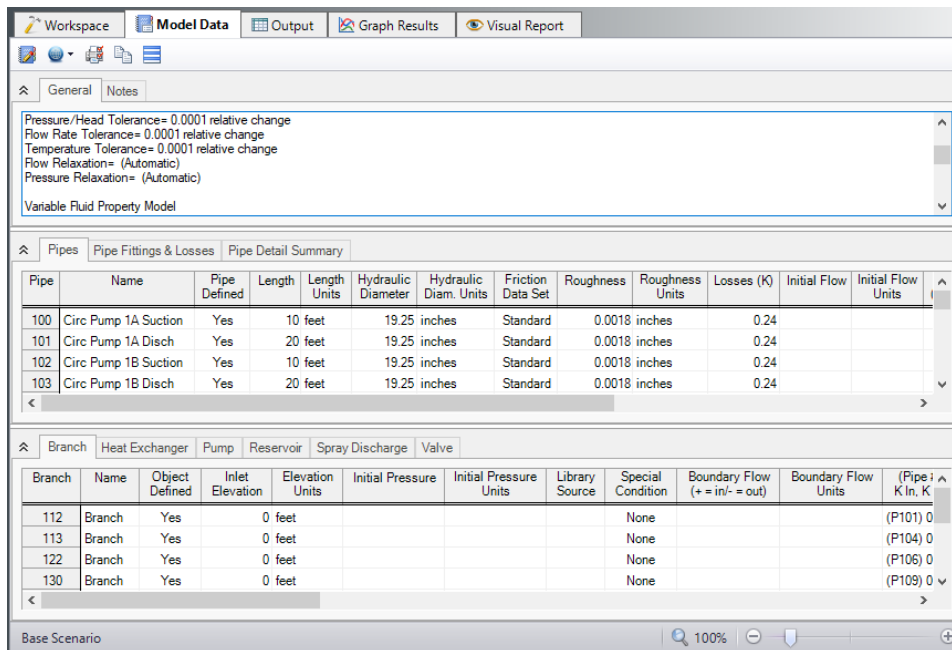 Workspace Model Data Output Graph Results Visual Report
General Notes
Pressure/Head Tolerance= 0.0001 relative change
Flow Rate Tolerance= 0.0001 relative change
Temperature Tolerance= 0.0001 relative change
Flow Relaxation= (Automatic)
Pressure Relaxation= (Automatic)
Variable Fluid Property Model
Pipes Pipe Fittings & Losses Pipe Detail Summary
Pipe Name Pipe Defined Length Length Units Hydraulic Diameter Hydraulic Diam. Units Friction Data Set Roughness Roughness Units Losses (K) Initial Flow Initial Flow Units
100 Circ Pump 1A Suction Yes 10 feet 19.25 inches Standard 0.0018 inches 0.24
101 Circ Pump 1A Disch Yes 20 feet 19.25 inches Standard 0.0018 inches 0.24
102 Circ Pump 1B Suction Yes 10 feet 19.25 inches Standard 0.0018 inches 0.24
103 Circ Pump 1B Disch Yes 20 feet 19.25 inches Standard 0.0018 inches 0.24
Branch Heat Exchanger Pump Reservoir Spray Discharge Valve
Branch Name Object Defined Inlet Elevation Elevation Units Initial Pressure Initial Pressure Units Library Source Special Condition Boundary Flow (+ = in/- = out) Boundary Flow Units (Pipe K In, K
112 Branch Yes 0 feet None (P101) 0
113 Branch Yes 0 feet None (P104) 0
122 Branch Yes 0 feet None (P106) 0
130 Branch Yes 0 feet None (P109) 0
Base Scenario 100%